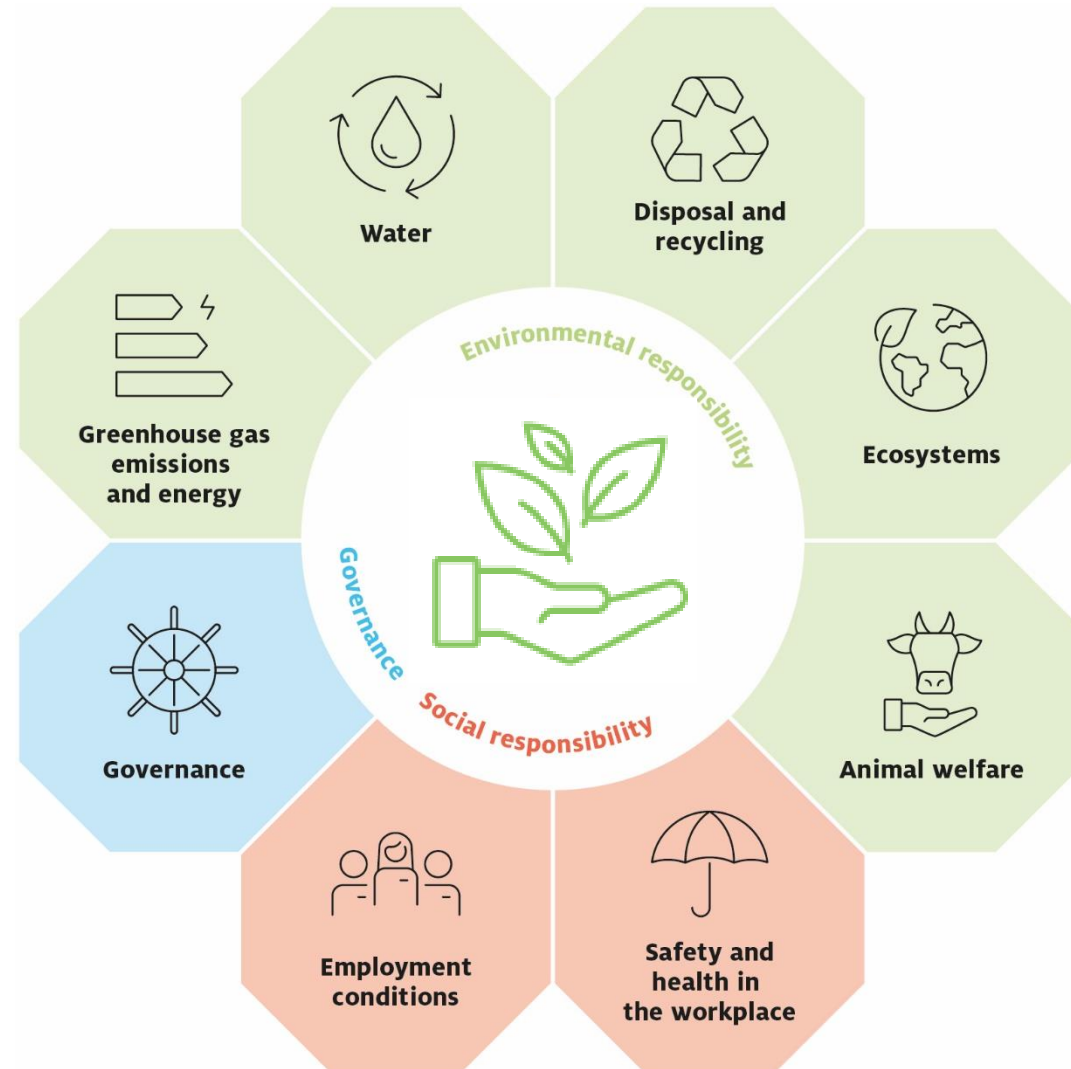 Water
Disposal and
recycling
Greenhouse gas
emissions
and energy
Environmental responsibility
Ecosystems
Governance
Governance
Social responsibility
Animal welfare
Employment
conditions
Safety and
health in
the workplace